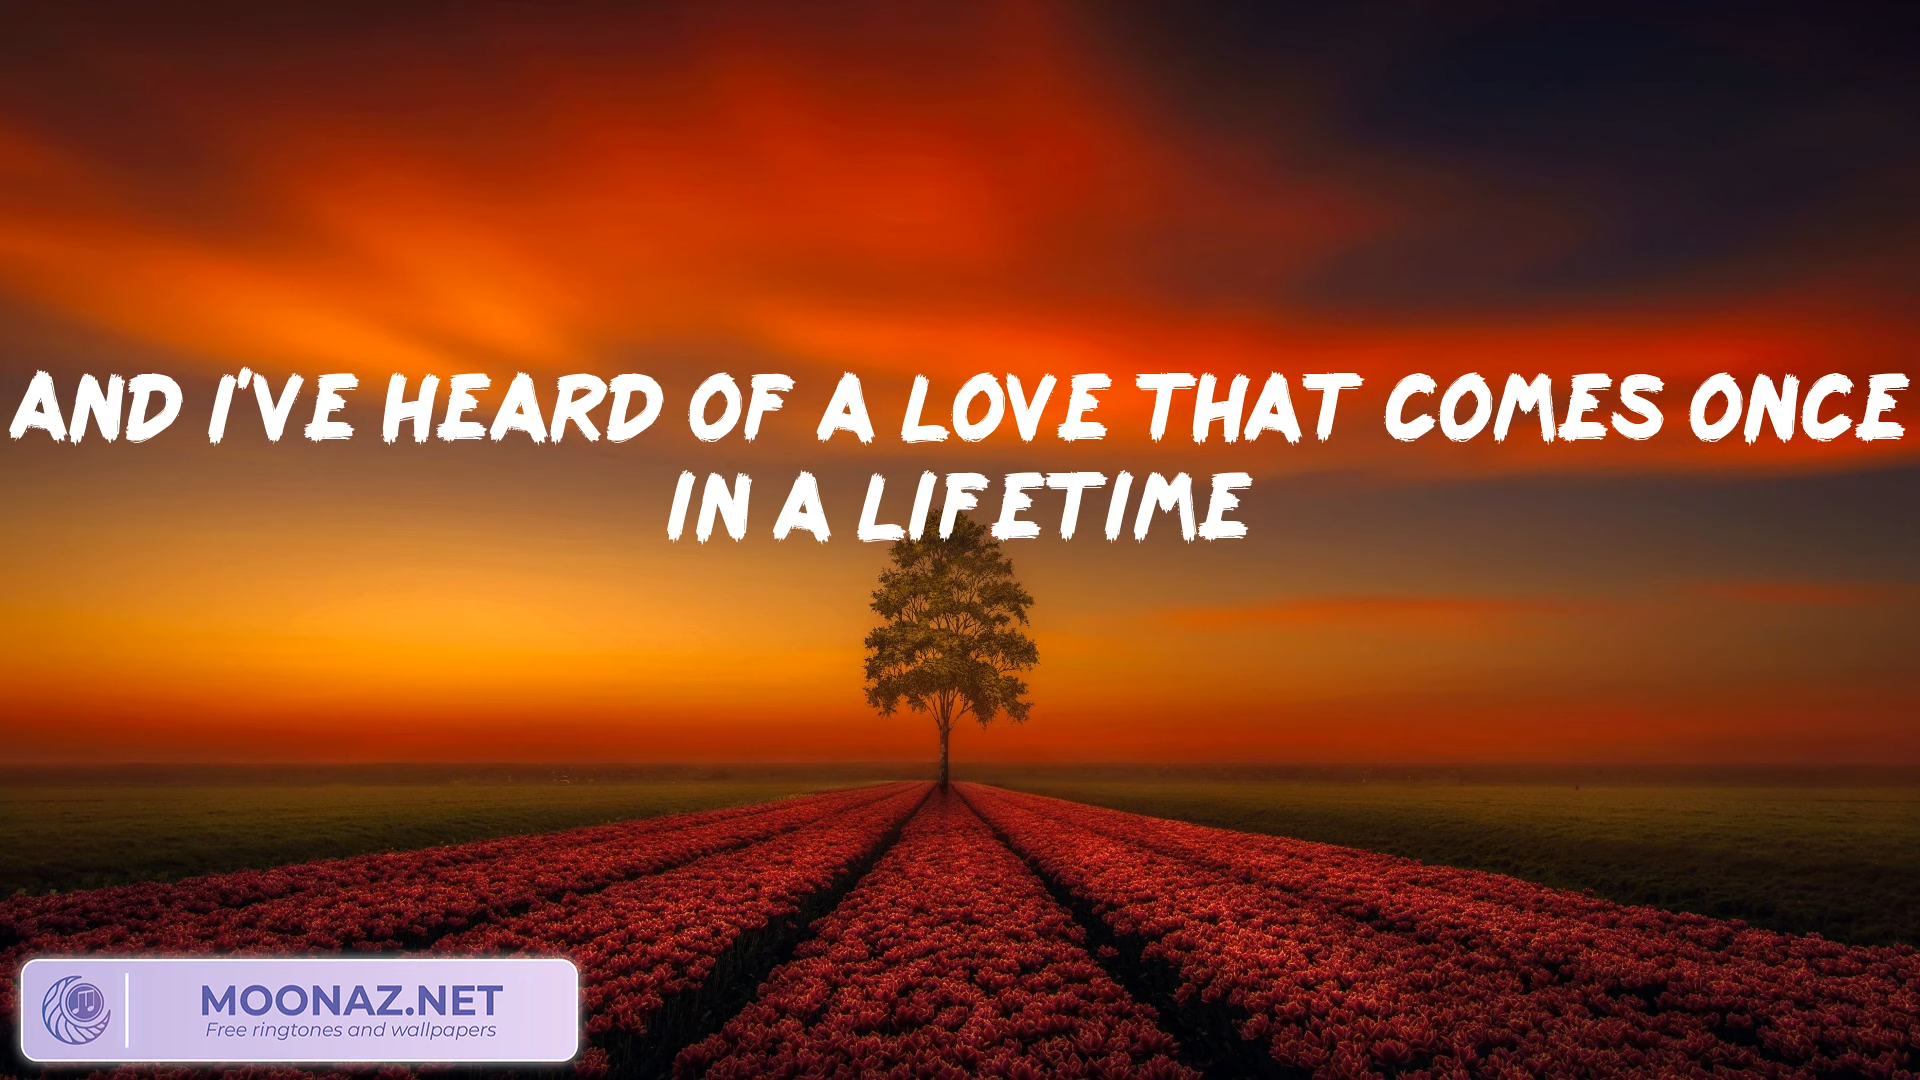 AND I'VE HEARD OF A LOVE THAT COMES ONCE
IN A LIFETIME
MOONAZ.NET
Free ringtones and wallpapers